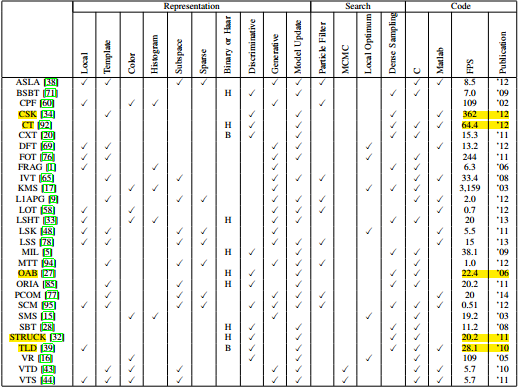 Representation Search Code
Local Template Color Histogram Subspace Sparse Binary or Haar Discriminative Generative Model Update Particle Filter MCMC Local Optimum Dense Sampling C Matlab FPS Publication
ASLA [38] 8.5 '12
BSBT [71] H 7.0 '09
CPF [60] 109 '02
CSK [34] 362 '12
CT [92] H 64.4 '12
CXT [20] B 15.3 '11
DFT [69] 13.2 '12
FOT [76] 244 '11
FRAG [1] 6.3 '06
IVT [65] 33.4 '08
KMS [17] 3,159 '03
L1APG [9] 2.0 '12
LOT [58] 0.7 '12
LSHT [33] H 20 '13
LSK [48] 5.5 '11
LSS [78] 15 '13
MIL [5] H 38.1 '09
MTT [94] 1.0 '12
OAB [27] H 22.4 '06
ORIA [85] H 20.2 '11
PCOM [77] 20 '14
SCM [95] 0.51 '12
SMS [15] 19.2 '03
SBT [28] H 11.2 '08
STRUCK [32] H 20.2 '11
TLD [39] B 28.1 '10
VR [16] 109 '05
VTD [43] 5.7 '10
VTS [44] 5.7 '11